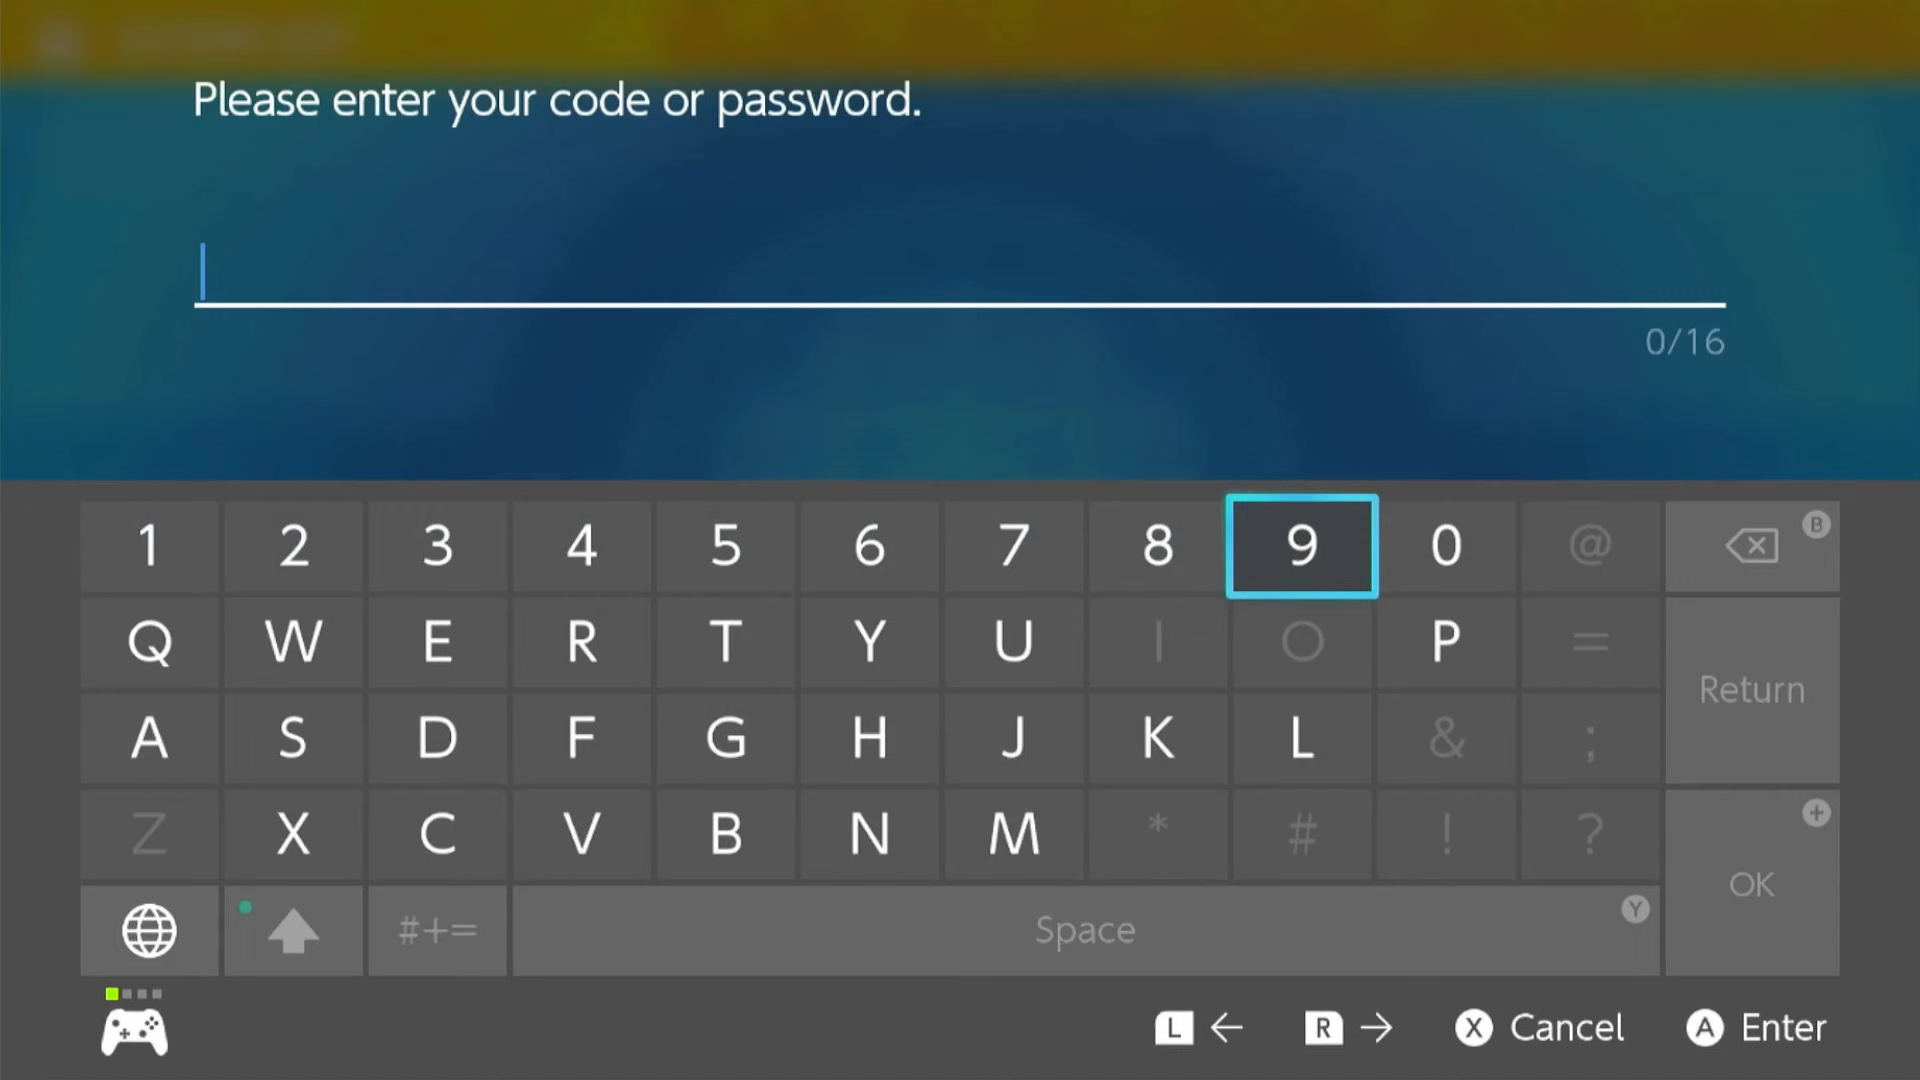 Please enter your code or password.
0/16
1 2 3 4 5 6 7 8 9 0 @ B
Q W E R T Y U I O P =
Return
A S D F G H J K L & ;
Z X C V B N M * # ! ? +
OK
#+= Space Y
L ← R → X Cancel A Enter